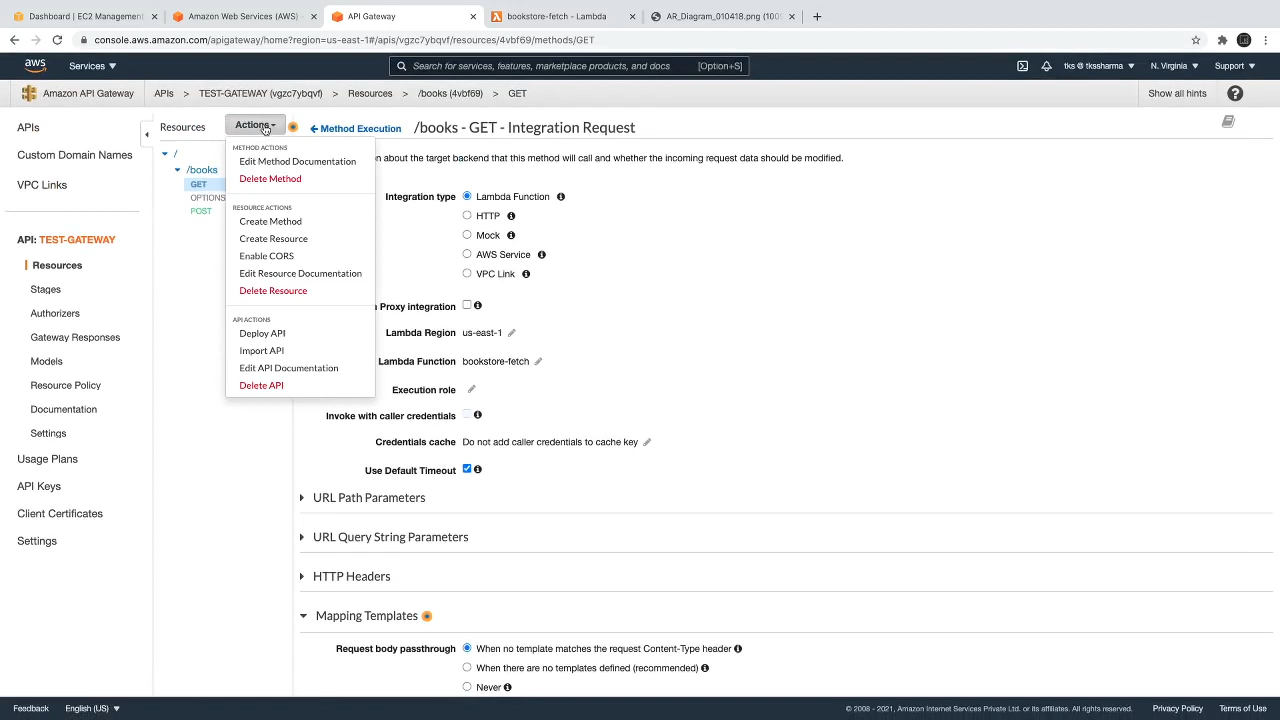 Dashboard | EC2 Management
Amazon Web Services (AWS) -
API Gateway
bookstore-fetch - Lambda
AR_Diagram_010418.png (100
console.aws.amazon.com/apigateway/home?region=us-east-1#/apis/vgzc7ybqvf/resources/4vbf69/methods/GET
aws
Services
Search for services, features, marketplace products, and docs
[Option+S]
tks @ tkssharma
N. Virginia
Support
Amazon API Gateway
APIs > TEST-GATEWAY (vgzc7ybqvf) > Resources > /books (4vbf69) > GET
Show all hints
APIs
Custom Domain Names
VPC Links
API: TEST-GATEWAY
Resources
Stages
Authorizers
Gateway Responses
Models
Resource Policy
Documentation
Settings
Usage Plans
API Keys
Client Certificates
Settings
Resources
Actions
/
/books
GET
OPTIONS
POST
METHOD ACTIONS
Edit Method Documentation
Delete Method
RESOURCE ACTIONS
Create Method
Create Resource
Enable CORS
Edit Resource Documentation
Delete Resource
API ACTIONS
Deploy API
Import API
Edit API Documentation
Delete API
Method Execution
/books - GET - Integration Request
n about the target backend that this method will call and whether the incoming request data should be modified.
Integration type
Lambda Function
HTTP
Mock
AWS Service
VPC Link
Proxy integration
Lambda Region us-east-1
Lambda Function bookstore-fetch
Execution role
Invoke with caller credentials
Credentials cache Do not add caller credentials to cache key
Use Default Timeout
URL Path Parameters
URL Query String Parameters
HTTP Headers
Mapping Templates
Request body passthrough
When no template matches the request Content-Type header
When there are no templates defined (recommended)
Never
Feedback
English (US)
© 2008 - 2021, Amazon Internet Services Private Ltd. or its affiliates. All rights reserved.
Privacy Policy
Terms of Use